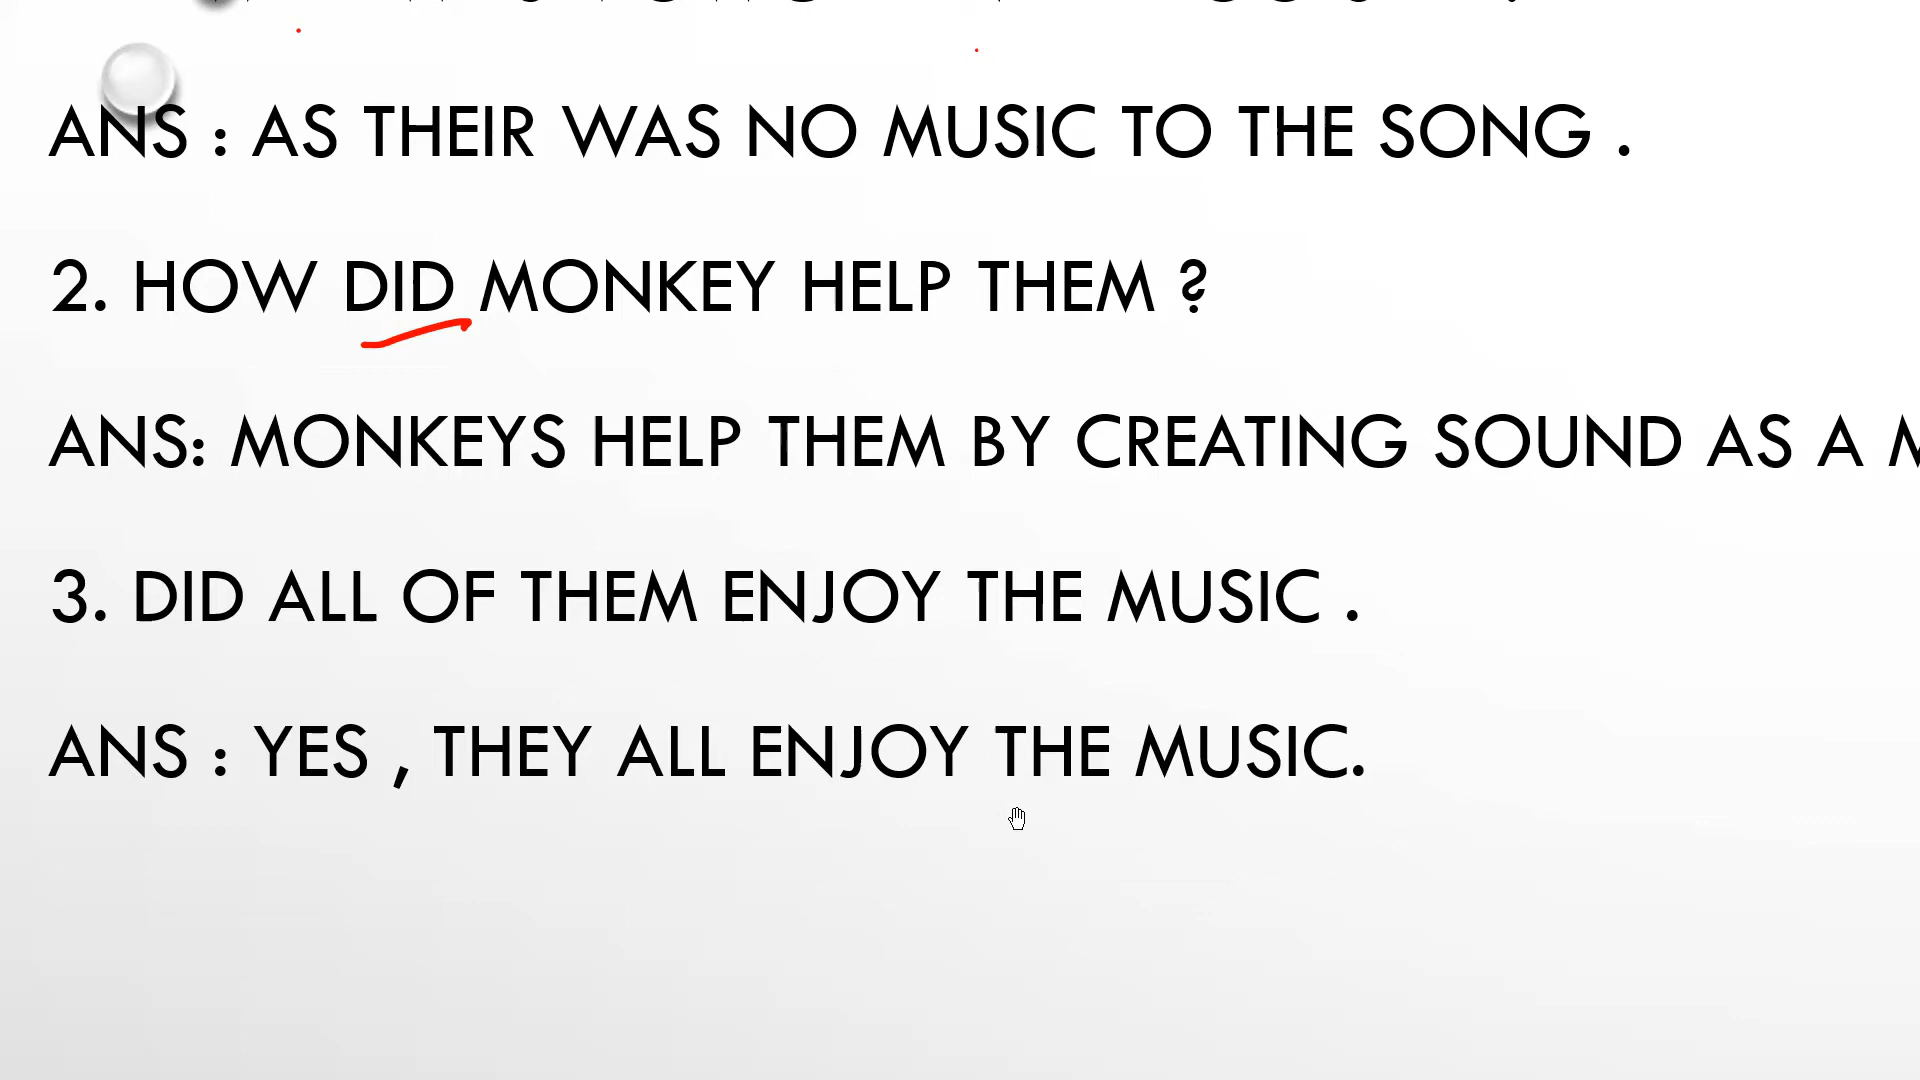 ANS : AS THEIR WAS NO MUSIC TO THE SONG .
2. HOW DID MONKEY HELP THEM ?
ANS: MONKEYS HELP THEM BY CREATING SOUND AS A
3. DID ALL OF THEM ENJOY THE MUSIC .
ANS : YES , THEY ALL ENJOY THE MUSIC.